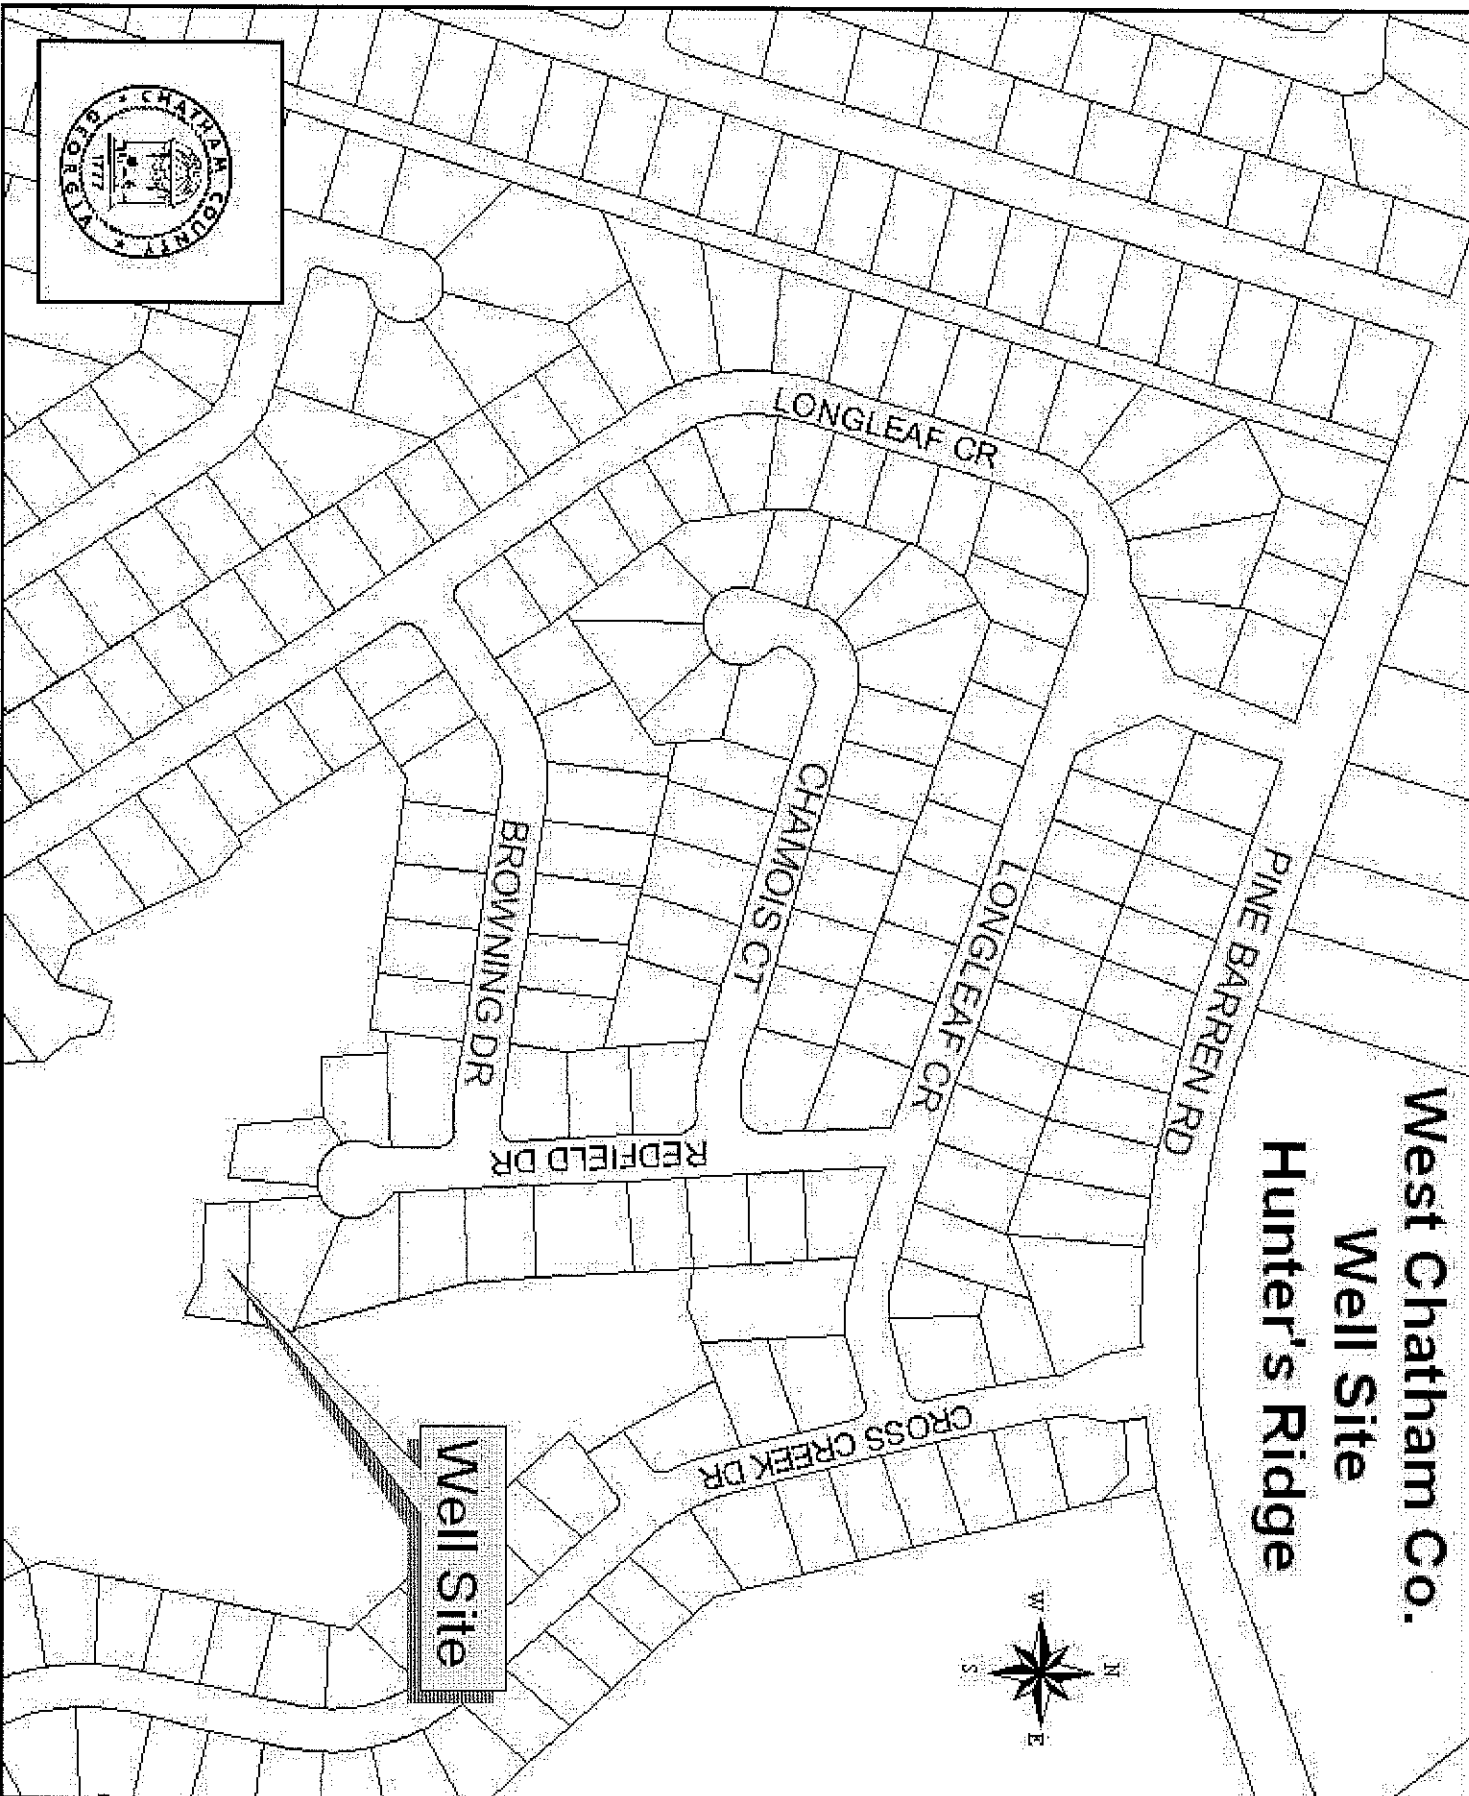 West Chatham Co.
Well Site
Hunter's Ridge
PINE BARREN RD
LONGLEAF CR
LONGLEAF CR
CHAMOIS CT
BROWNING DR
REDFIELD DR
CROSS CREEK DR
Well Site
N
W
E
S
CHATHAM COUNTY
GEORGIA
1777